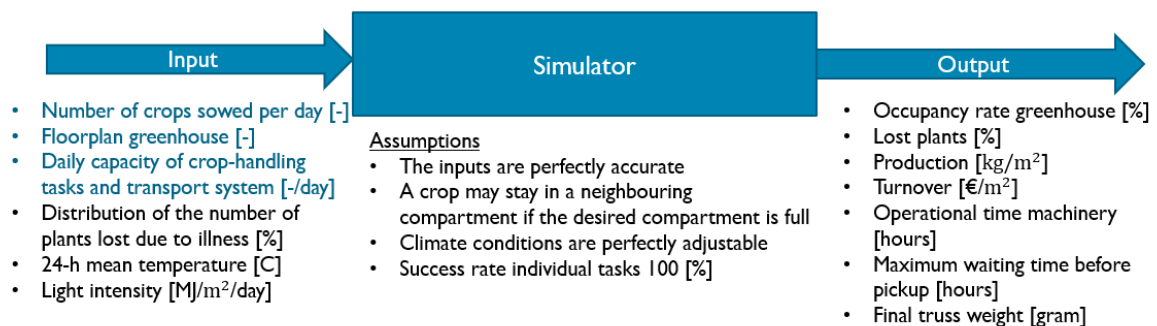 Input
Simulator
Output
• Number of crops sowed per day [-]
• Floorplan greenhouse [-]
• Daily capacity of crop-handling
tasks and transport system [-/day]
• Distribution of the number of
plants lost due to illness [%]
• 24-h mean temperature [C]
• Light intensity [MJ/m²/day]
Assumptions
• The inputs are perfectly accurate
• A crop may stay in a neighbouring
compartment if the desired compartment is full
• Climate conditions are perfectly adjustable
• Success rate individual tasks 100 [%]
• Occupancy rate greenhouse [%]
• Lost plants [%]
• Production [kg/m²]
• Turnover [€/m²]
• Operational time machinery
[hours]
• Maximum waiting time before
pickup [hours]
• Final truss weight [gram]